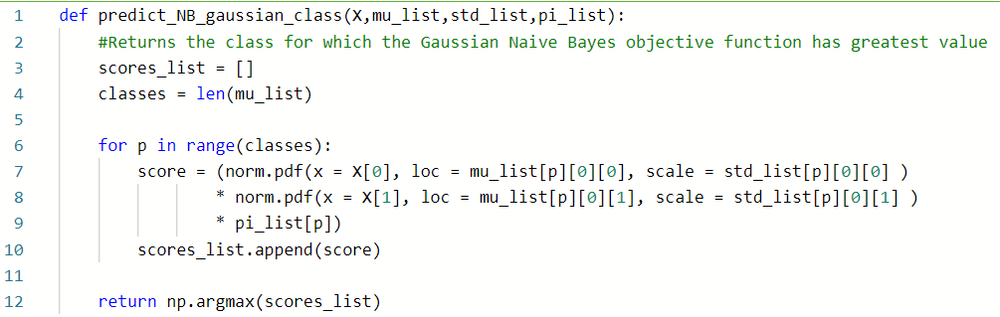 1 def predict_NB_gaussian_class(X,mu_list,std_list,pi_list):
2     #Returns the class for which the Gaussian Naive Bayes objective function has greatest value
3     scores_list = []
4     classes = len(mu_list)
5
6     for p in range(classes):
7         score = (norm.pdf(x = X[0], loc = mu_list[p][0][0], scale = std_list[p][0][0] )
8                 * norm.pdf(x = X[1], loc = mu_list[p][0][1], scale = std_list[p][0][1] )
9                 * pi_list[p])
10         scores_list.append(score)
11
12     return np.argmax(scores_list)